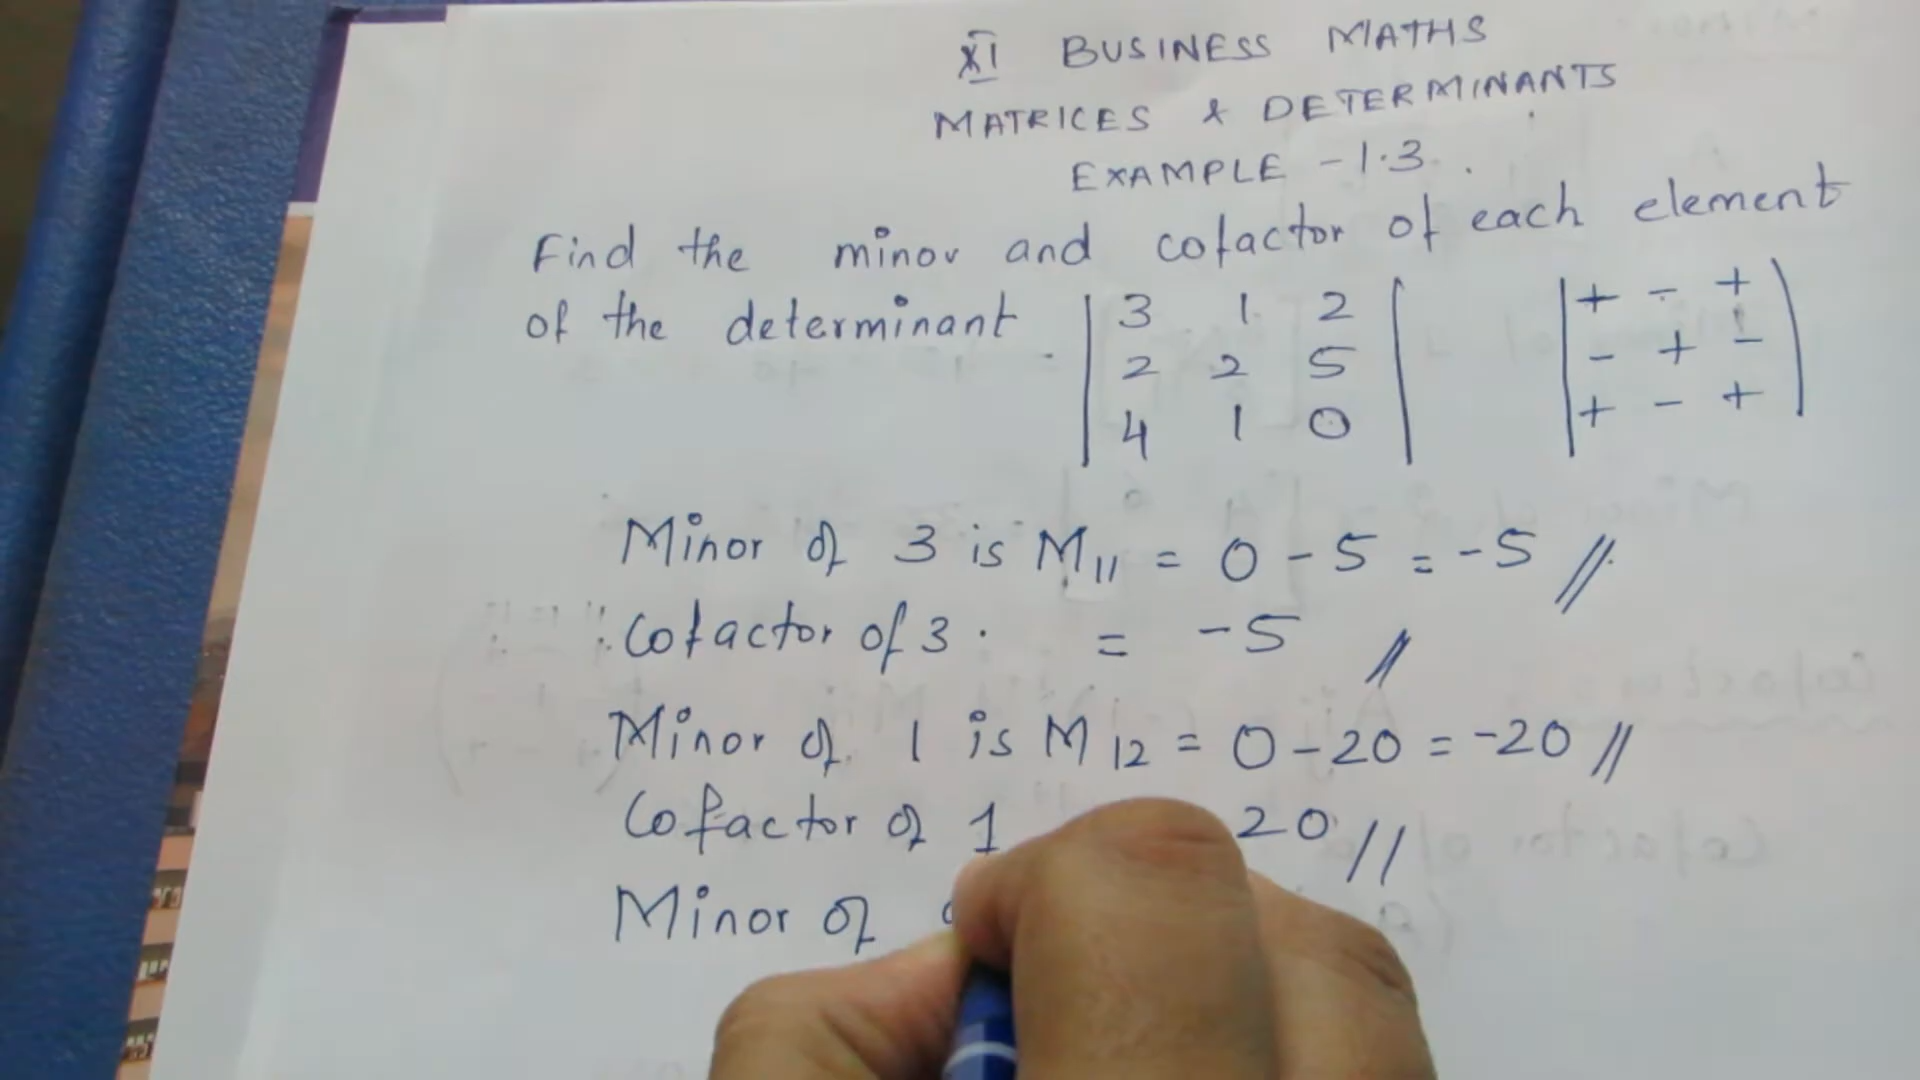 XI BUSINESS MATHS
MATRICES & DETERMINANTS
EXAMPLE - 1.3.
Find the minor and cofactor of each element
of the determinant
3 1 2
2 2 5
4 1 0
+ - +
- + -
+ - +
Minor of 3 is M11 = 0 - 5 = -5 //
Cofactor of 3 = -5 //
Minor of 1 is M12 = 0 - 20 = -20 //
Cofactor of 1 20 //
Minor of